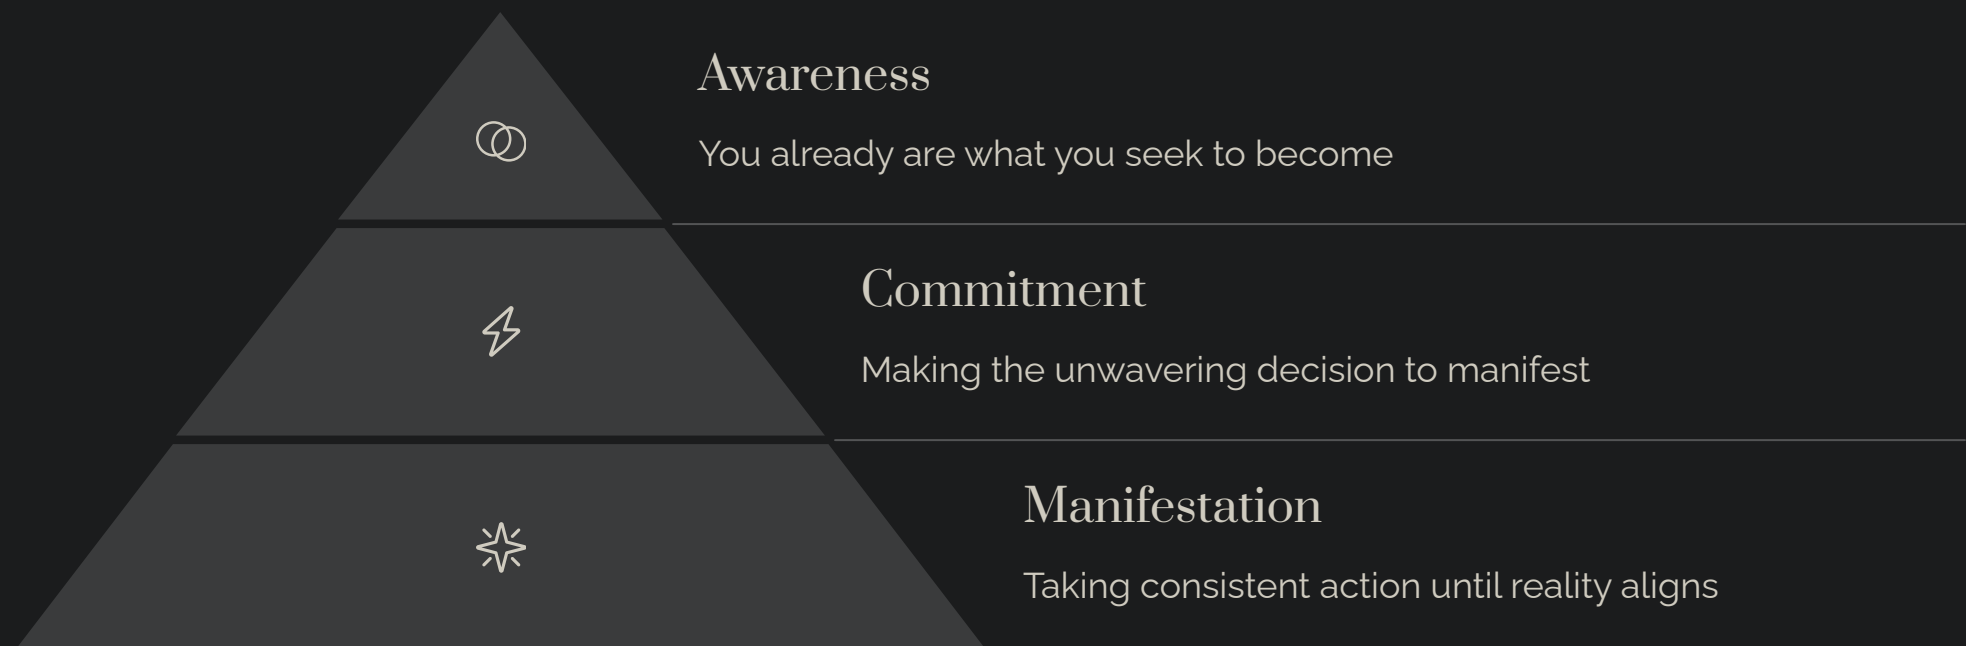 Awareness
You already are what you seek to become
Commitment
Making the unwavering decision to manifest
Manifestation
Taking consistent action until reality aligns